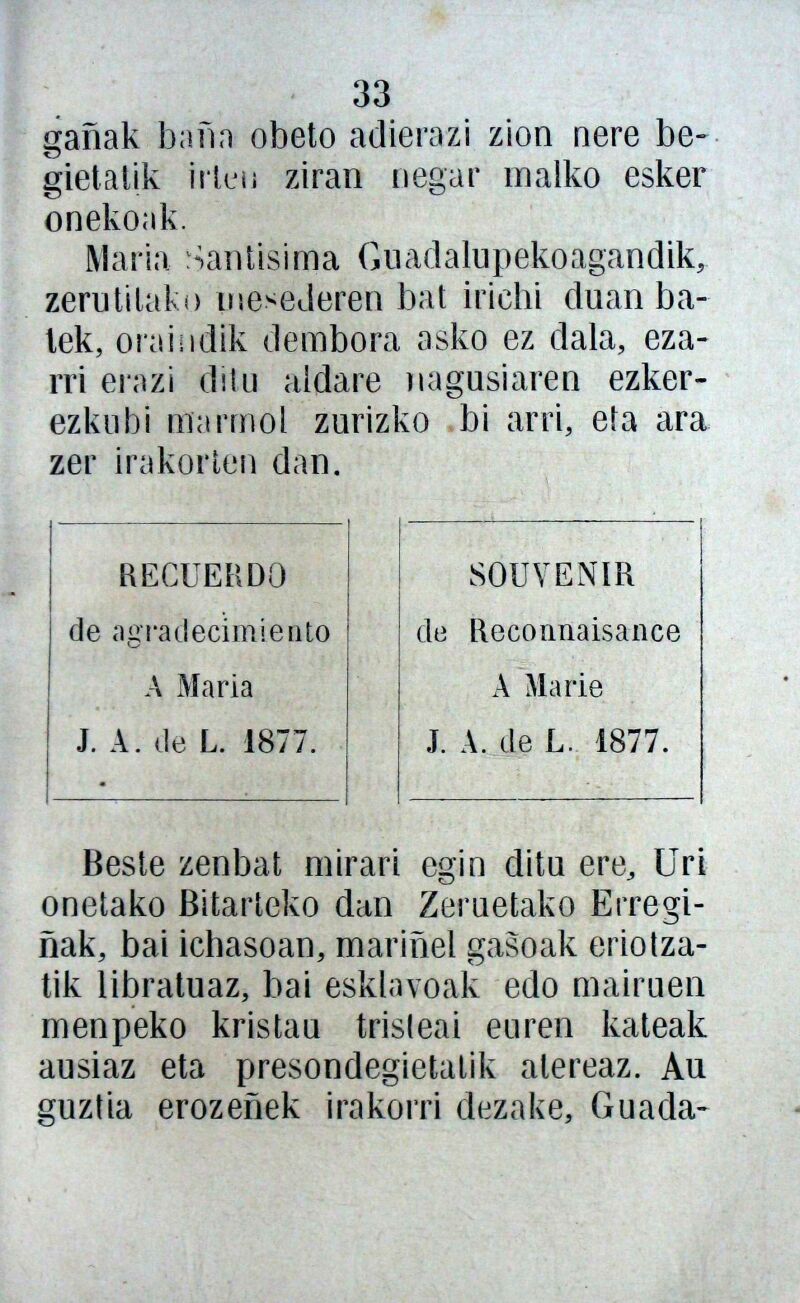 33
gañak baña obeto adierazi zion nere be-
gietatik irten ziran negar malko esker
onekoak.
Maria Santisima Guadalupekoagandik,
zerutitako mesederen bat irichi duan ba-
tek, oraindik dembora asko ez dala, eza-
rri erazi ditu aldare nagusiaren ezker-
ezkubi marmol zurizko bi arri, eta ara
zer irakorten dan.
RECUERDO
de agradecimiento
A Maria
J. A. de L. 1877.
SOUVENIR
de Reconnaisance
A Marie
J. A. de L. 1877.
Beste zenbat mirari egin ditu ere, Uri
onetako Bitarteko dan Zeruetako Erregi-
ñak, bai ichasoan, mariñel gasoak eriotza-
tik libratuaz, bai esklavoak edo mairuen
menpeko kristau tristeai euren kateak
ausiaz eta presondegietatik atereaz. Au
guztia erozeñek irakorri dezake, Guada-